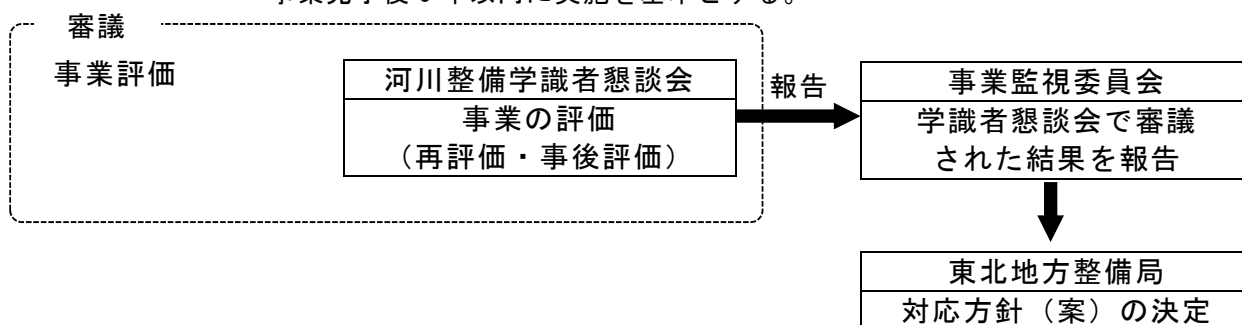 審議
事業評価
河川整備学識者懇談会
事業の評価
（再評価・事後評価）
報告
事業監視委員会
学識者懇談会で審議
された結果を報告
東北地方整備局
対応方針（案）の決定